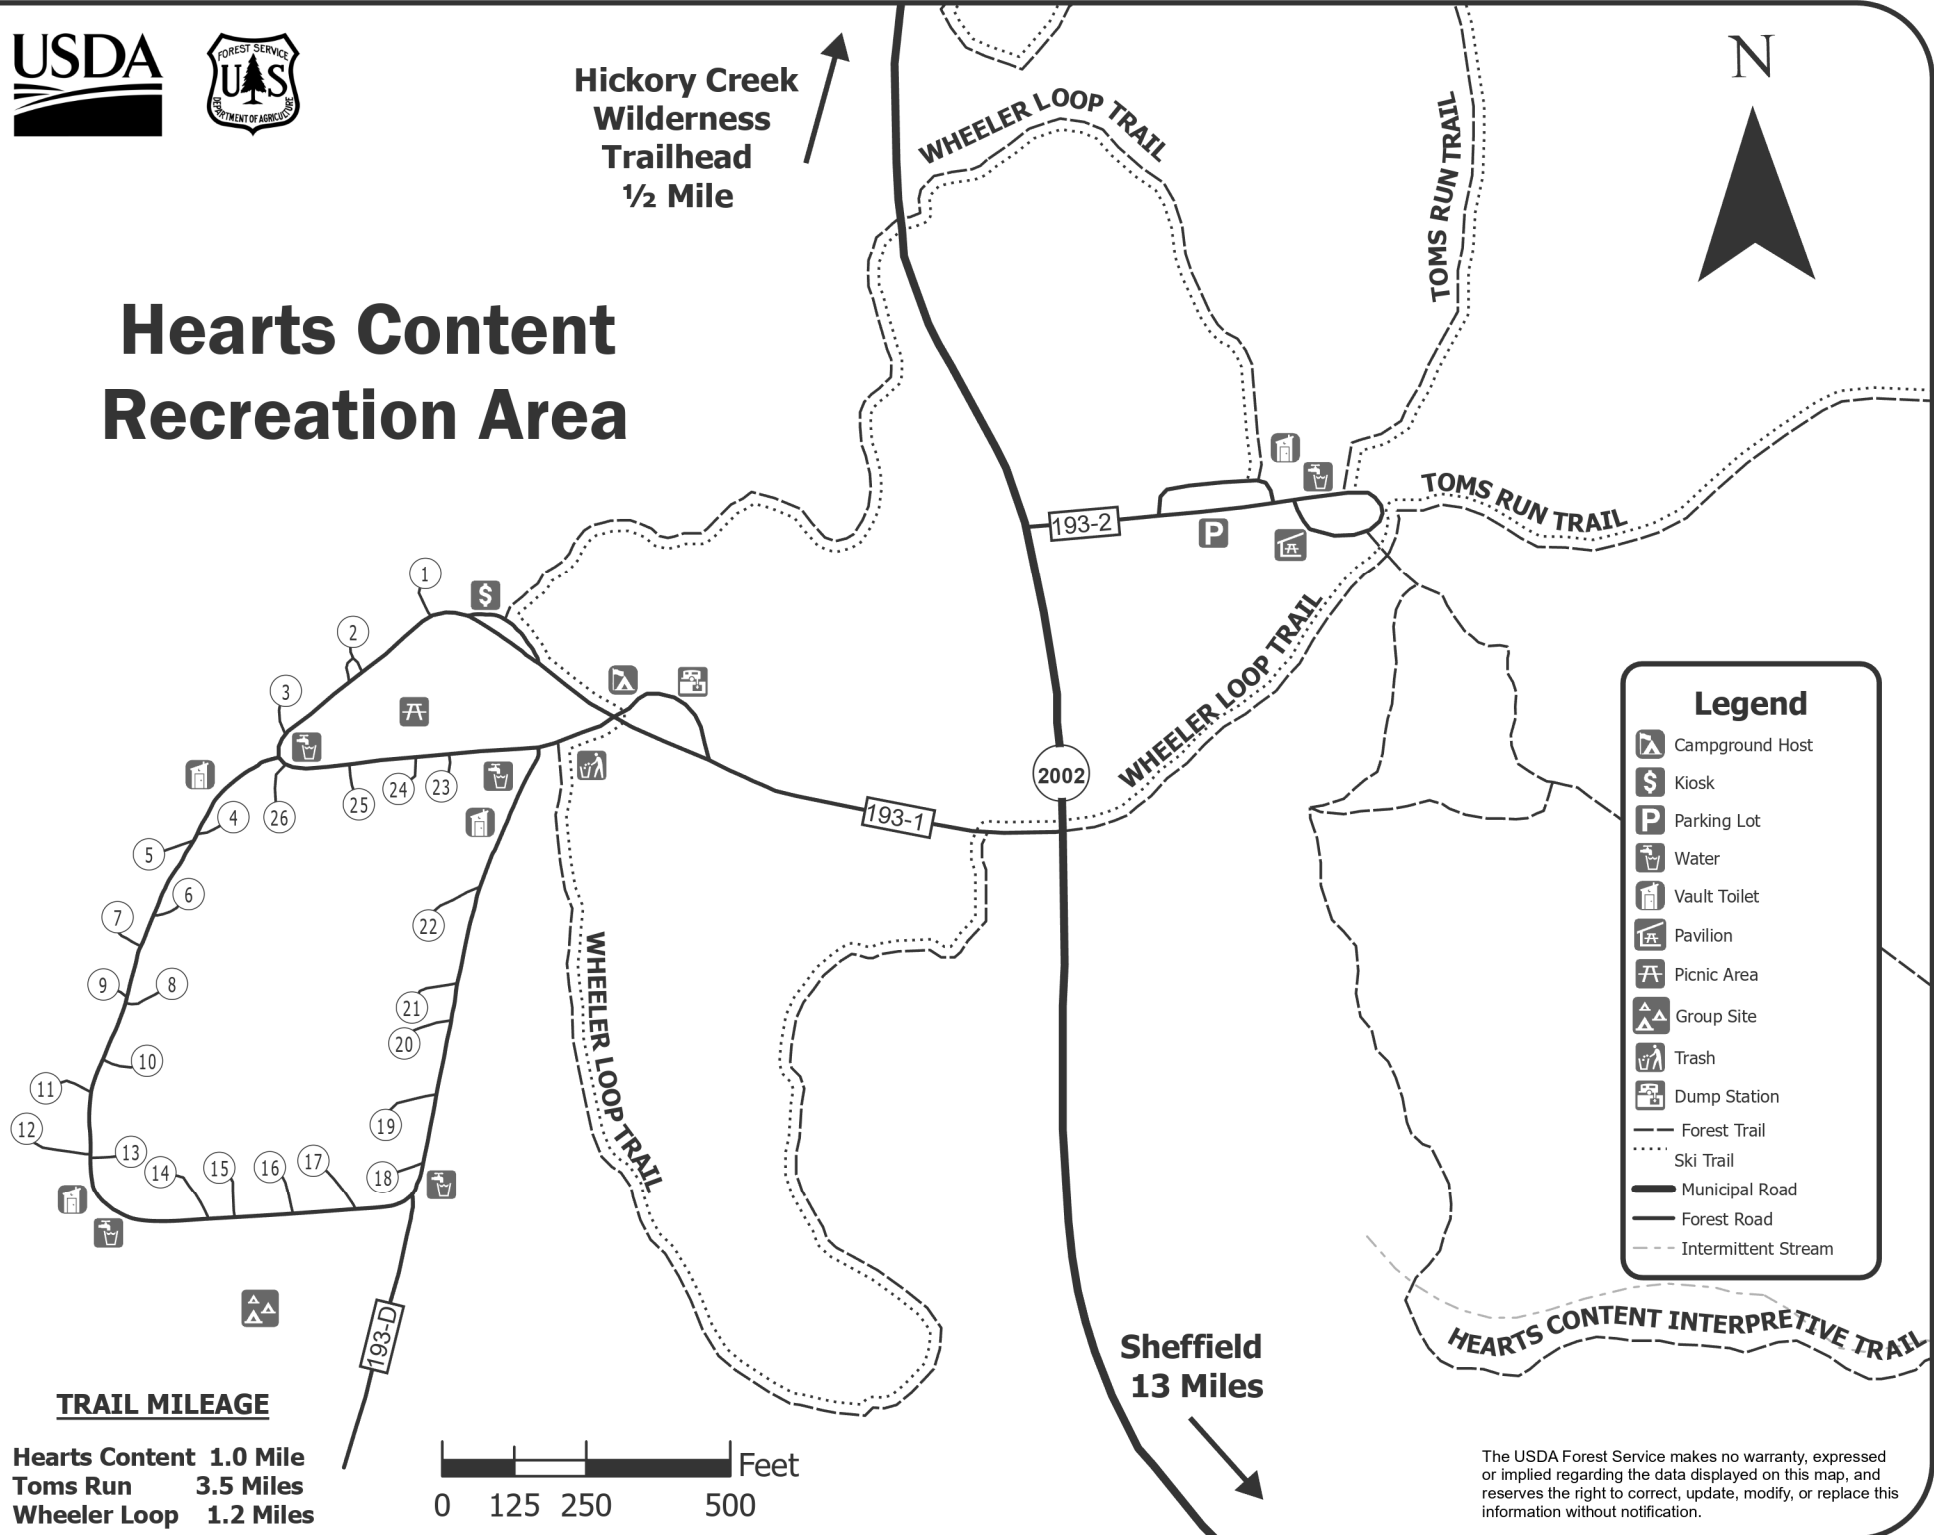 USDA
FOREST SERVICE
U S
DEPARTMENT OF AGRICULTURE
Hickory Creek
Wilderness
Trailhead
½ Mile
N
WHEELER LOOP TRAIL
TOMS RUN TRAIL
Hearts Content
Recreation Area
TOMS RUN TRAIL
193-2
P
1
$
2
3
WHEELER LOOP TRAIL
2002
193-1
4
5
26
25
24
23
6
7
22
9
8
21
20
10
11
19
12
13
14
15
16
17
18
WHEELER LOOP TRAIL
193-D
Legend
Campground Host
$ Kiosk
P Parking Lot
Water
Vault Toilet
Pavilion
Picnic Area
Group Site
Trash
Dump Station
Forest Trail
Ski Trail
Municipal Road
Forest Road
Intermittent Stream
HEARTS CONTENT INTERPRETIVE TRAIL
Sheffield
13 Miles
TRAIL MILEAGE
Hearts Content 1.0 Mile
Toms Run 3.5 Miles
Wheeler Loop 1.2 Miles
Feet
0 125 250 500
The USDA Forest Service makes no warranty, expressed
or implied regarding the data displayed on this map, and
reserves the right to correct, update, modify, or replace this
information without notification.